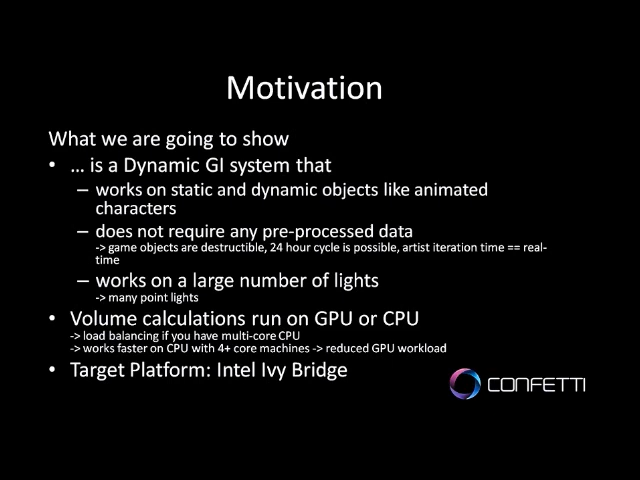 Motivation
What we are going to show
• ... is a Dynamic GI system that
– works on static and dynamic objects like animated
characters
– does not require any pre-processed data
-> game objects are destructible, 24 hour cycle is possible, artist iteration time == real-
time
– works on a large number of lights
-> many point lights
• Volume calculations run on GPU or CPU
-> load balancing if you have multi-core CPU
-> works faster on CPU with 4+ core machines -> reduced GPU workload
• Target Platform: Intel Ivy Bridge
CONFETTI